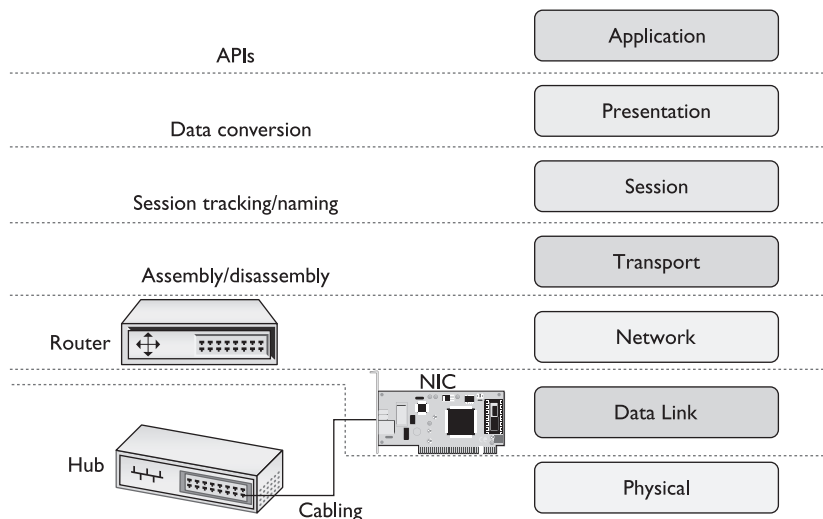 APIs
Application
Data conversion
Presentation
Session tracking/naming
Session
Assembly/disassembly
Transport
Router
Network
NIC
Data Link
Hub
Cabling
Physical